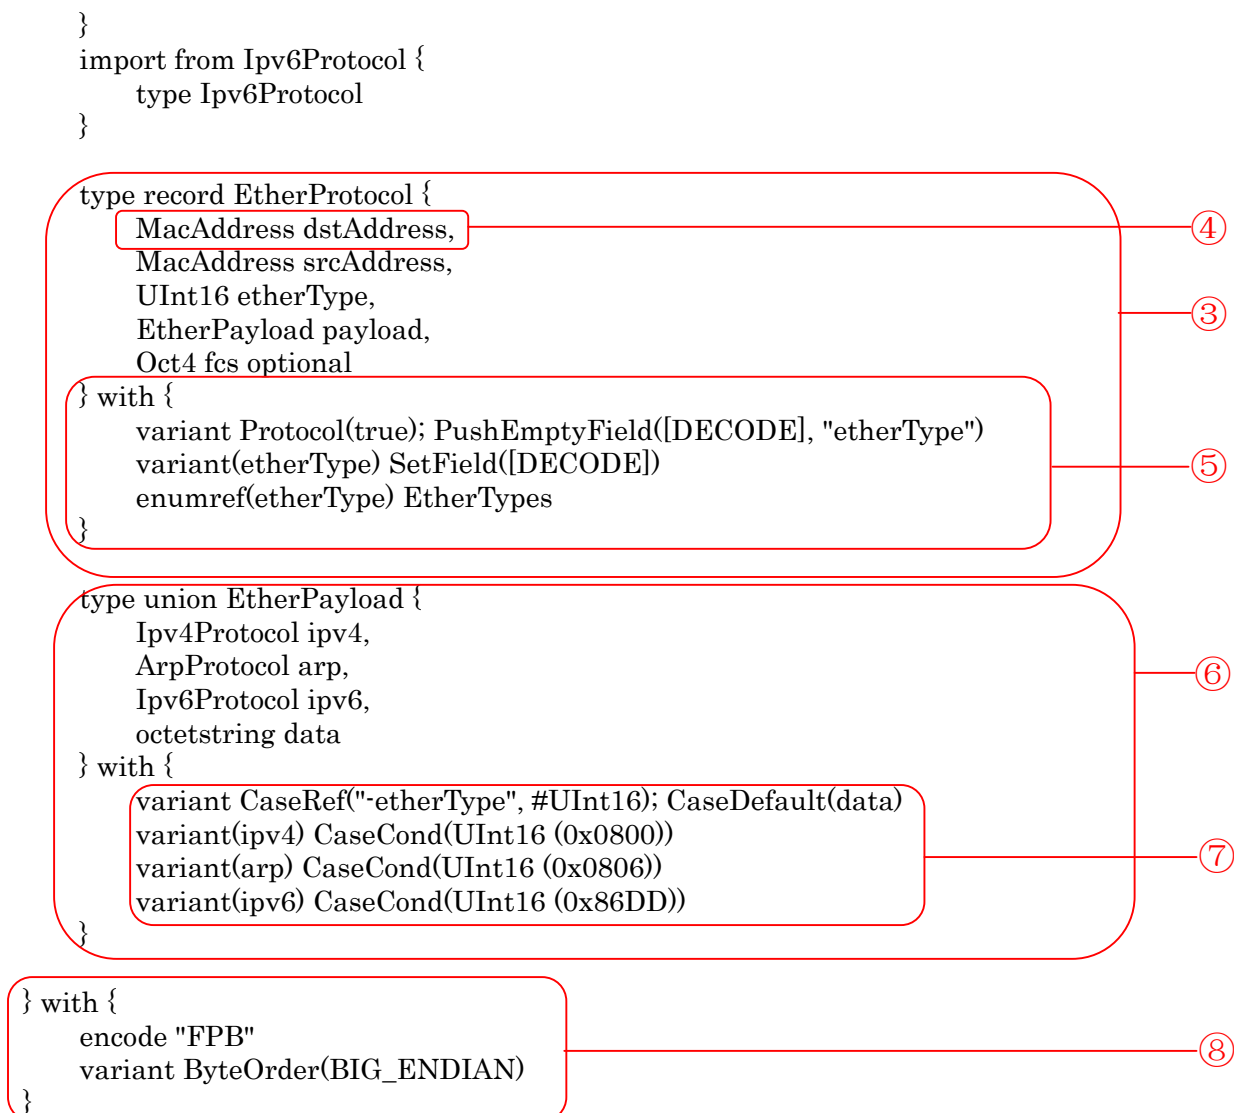 }
import from Ipv6Protocol {
type Ipv6Protocol
}
type record EtherProtocol {
MacAddress dstAddress,
④
MacAddress srcAddress,
UInt16 etherType,
③
EtherPayload payload,
Oct4 fcs optional
} with {
variant Protocol(true); PushEmptyField([DECODE], "etherType")
variant(etherType) SetField([DECODE])
⑤
enumref(etherType) EtherTypes
}
type union EtherPayload {
Ipv4Protocol ipv4,
ArpProtocol arp,
⑥
Ipv6Protocol ipv6,
octetstring data
} with {
variant CaseRef("-etherType", #UInt16); CaseDefault(data)
variant(ipv4) CaseCond(UInt16 (0x0800))
variant(arp) CaseCond(UInt16 (0x0806))
⑦
variant(ipv6) CaseCond(UInt16 (0x86DD))
}
} with {
encode "FPB"
⑧
variant ByteOrder(BIG_ENDIAN)
}